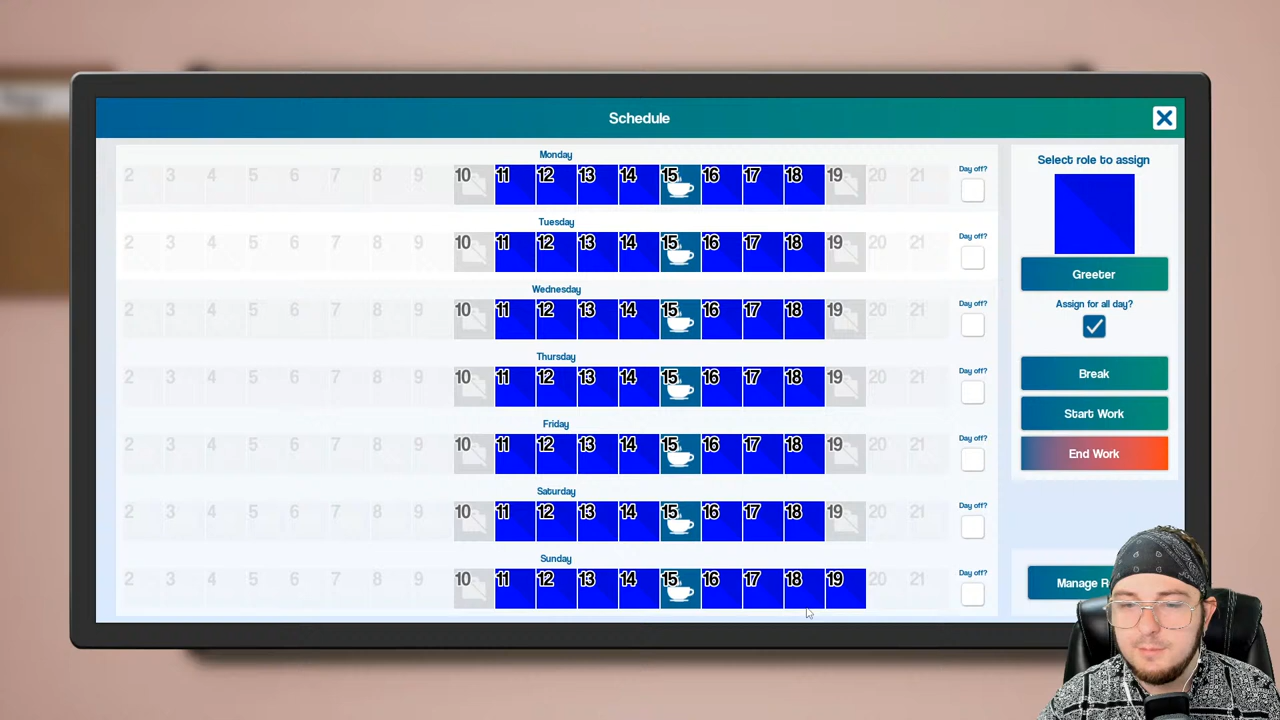 Schedule
Select role to assign
Monday
Day off?
2 3 4 5 6 7 8 9 10 11 12 13 14 15 16 17 18 19 20 21
Tuesday
Day off?
2 3 4 5 6 7 8 9 10 11 12 13 14 15 16 17 18 19 20 21
Greeter
Wednesday
Day off?
Assign for all day?
2 3 4 5 6 7 8 9 10 11 12 13 14 15 16 17 18 19 20 21
Thursday
Day off?
Break
2 3 4 5 6 7 8 9 10 11 12 13 14 15 16 17 18 19 20 21
Start Work
Friday
Day off?
2 3 4 5 6 7 8 9 10 11 12 13 14 15 16 17 18 19 20 21
End Work
Saturday
Day off?
2 3 4 5 6 7 8 9 10 11 12 13 14 15 16 17 18 19 20 21
Sunday
Day off?
2 3 4 5 6 7 8 9 10 11 12 13 14 15 16 17 18 19 20 21
Manage